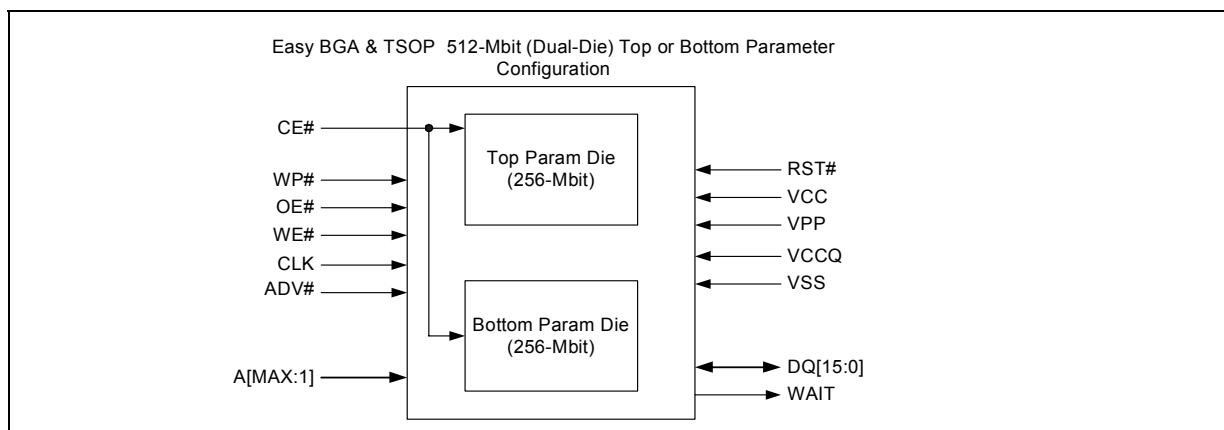 Easy BGA & TSOP 512-Mbit (Dual-Die) Top or Bottom Parameter
Configuration
CE#
WP#
OE#
WE#
CLK
ADV#
A[MAX:1]
Top Param Die
(256-Mbit)
Bottom Param Die
(256-Mbit)
RST#
VCC
VPP
VCCQ
VSS
DQ[15:0]
WAIT